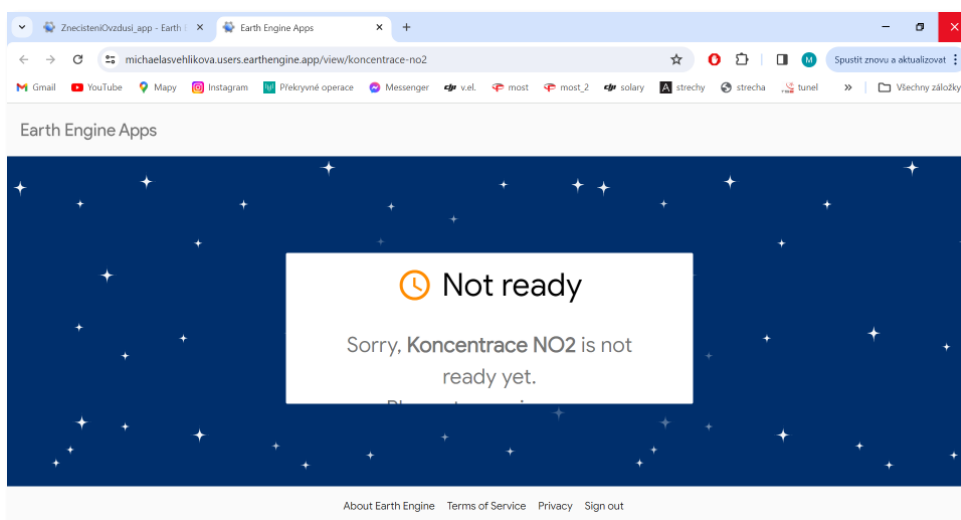 ZnecisteniOvzdusi_app - Earth
Earth Engine Apps
michaelasvehlikova.users.earthengine.app/view/koncentrace-no2
M
Spustit znovu a aktualizovat
Gmail
YouTube
Mapy
Instagram
Překryvné operace
Messenger
v.el.
most
most_2
solary
strechy
strecha
tunel
Všechny záložky
Earth Engine Apps
Not ready
Sorry, Koncentrace NO2 is not
ready yet.
About Earth Engine Terms of Service Privacy Sign out